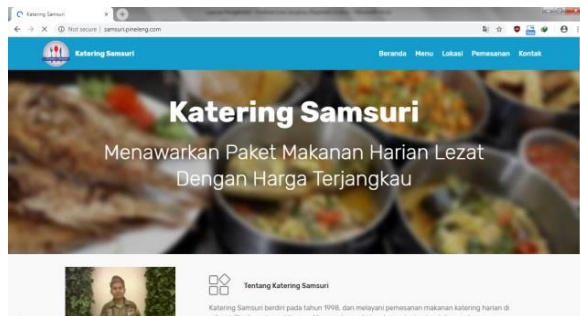 Katering Samsuri
Not secure | samsuri.pineleng.com
Katering Samsuri
Beranda Menu Lokasi Pemesanan Kontak
Katering Samsuri
Menawarkan Paket Makanan Harian Lezat
Dengan Harga Terjangkau
Tentang Katering Samsuri
Katering Samsuri berdiri pada tahun 1998, dan melayani pemesanan makanan katering harian di